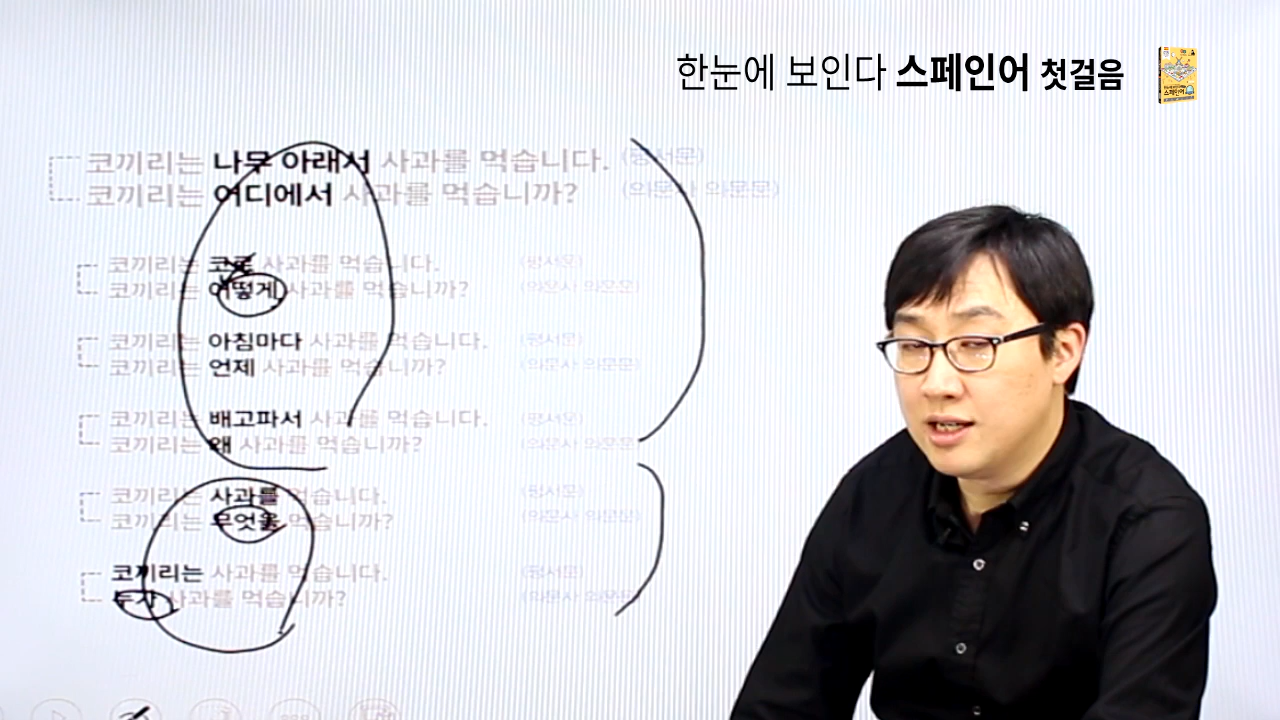 한눈에 보인다 스페인어 첫걸음
스페인어
코끼리는 나무 아래서 사과를 먹습니다. (평서문)
코끼리는 어디에서 사과를 먹습니까? (의문사 의문문)
코끼리는 코로 사과를 먹습니다. (평서문)
코끼리는 어떻게 사과를 먹습니까? (의문사 의문문)
코끼리는 아침마다 사과를 먹습니다. (평서문)
코끼리는 언제 사과를 먹습니까? (의문사 의문문)
코끼리는 배고파서 사과를 먹습니다. (평서문)
코끼리는 왜 사과를 먹습니까? (의문사 의문문)
코끼리는 사과를 먹습니다. (평서문)
코끼리는 무엇을 먹습니까? (의문사 의문문)
코끼리는 사과를 먹습니다. (평서문)
누가 사과를 먹습니까? (의문사 의문문)